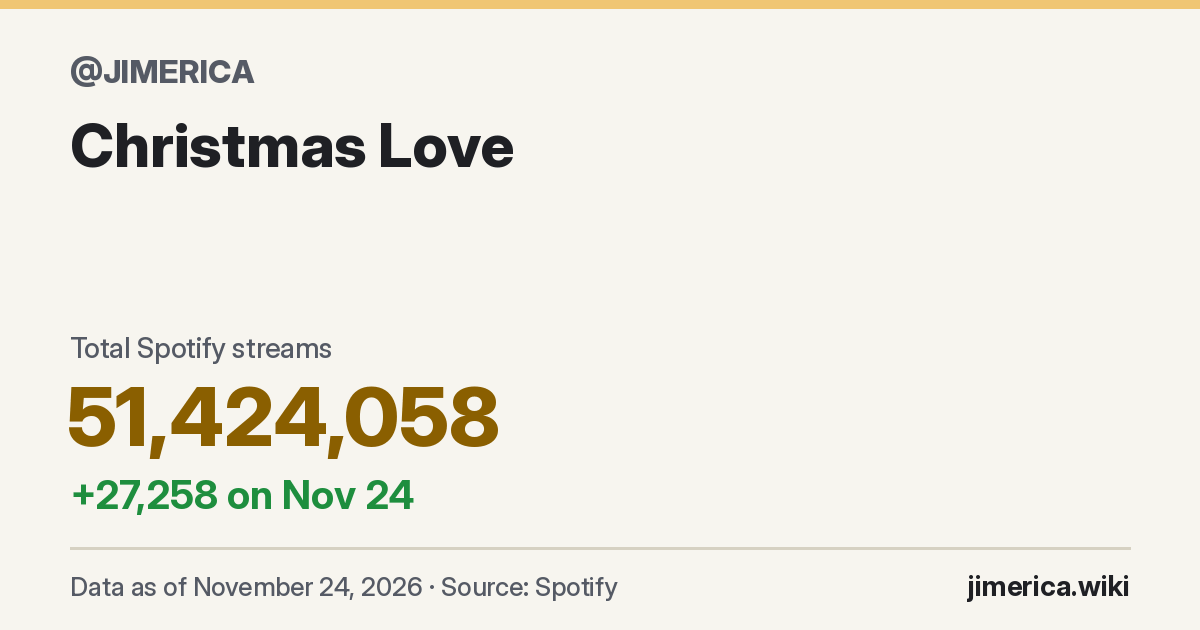 @JIMERICA
Christmas Love
Total Spotify streams
51,424,058
+27,258 on Nov 24
Data as of November 24, 2026 · Source: Spotify
jimerica.wiki